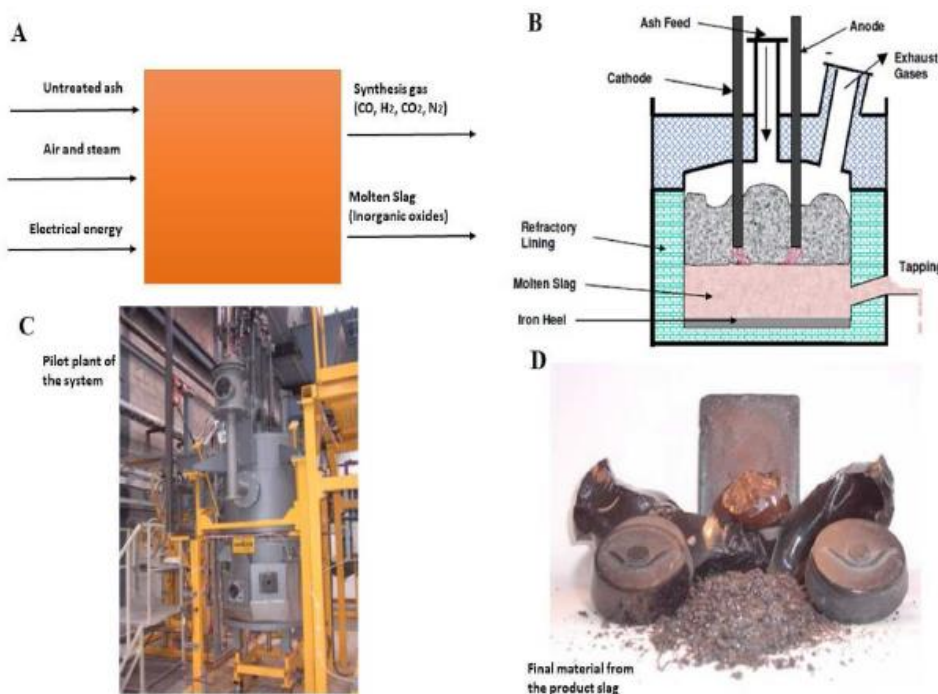 A
Untreated ash
Air and steam
Electrical energy
Synthesis gas
(CO, H2, CO2, N2)
Molten Slag
(Inorganic oxides)
B
Ash Feed
Anode
Cathode
Exhaust
Gases
Refractory
Lining
Molten Slag
Iron Heel
Tapping
C
Pilot plant of
the system
D
Final material from
the product slag